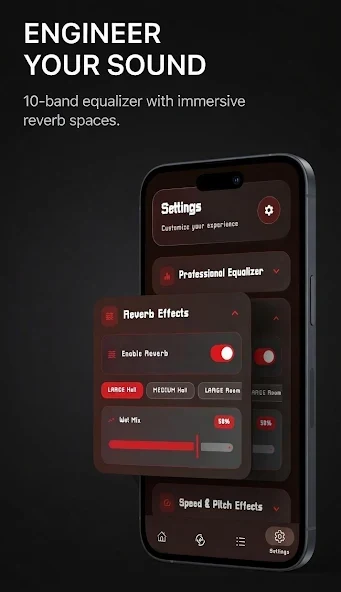 ENGINEER
YOUR SOUND
10-band equalizer with immersive
reverb spaces.
Settings
Customize your experience
Professional Equalizer
Reverb Effects
Enable Reverb
LARGE Hall
MEDIUM Hall
LARGE Room
ARGE Room
Wet Mix
50%
50%
Speed & Pitch Effects
Settings